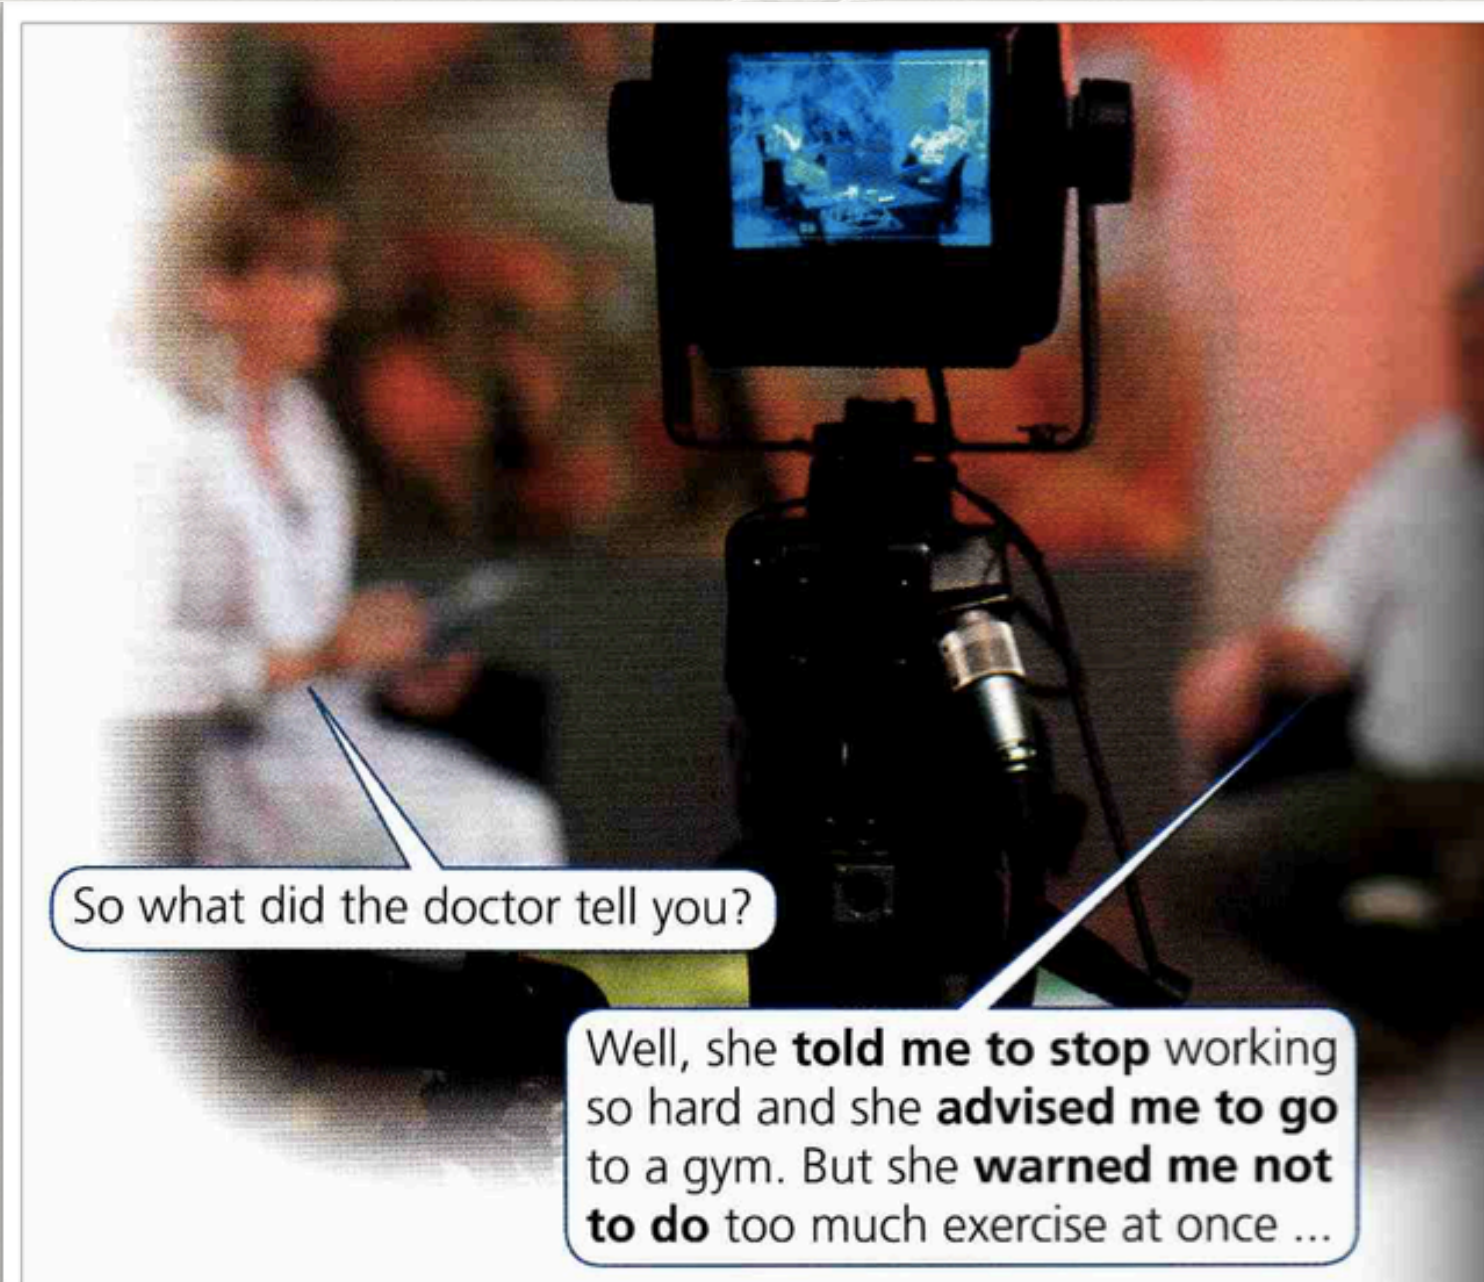 So what did the doctor tell you?
Well, she told me to stop working
so hard and she advised me to go
to a gym. But she warned me not
to do too much exercise at once ...